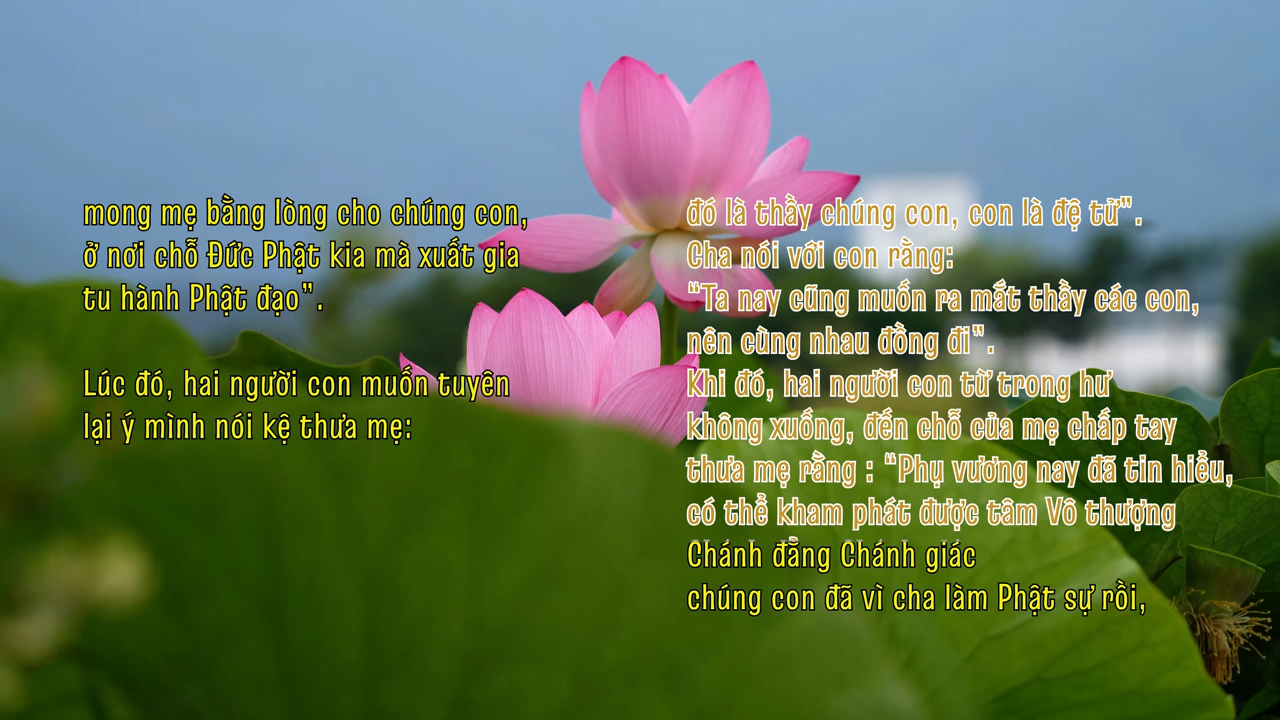 mong mẹ bằng lòng cho chúng con,
ở nơi chỗ Đức Phật kia mà xuất gia
tu hành Phật đạo”.
Lúc đó, hai người con muốn tuyên
lại ý mình nói kệ thưa mẹ:
đó là thầy chúng con, con là đệ tử”.
Cha nói với con rằng:
“Ta nay cũng muốn ra mắt thầy các con,
nên cùng nhau đồng đi”.
Khi đó, hai người con từ trong hư
không xuống, đến chỗ của mẹ chắp tay
thưa mẹ rằng : “Phụ vương nay đã tin hiểu,
có thể kham phát được tâm Vô thượng
Chánh đẳng Chánh giác
chúng con đã vì cha làm Phật sự rồi,